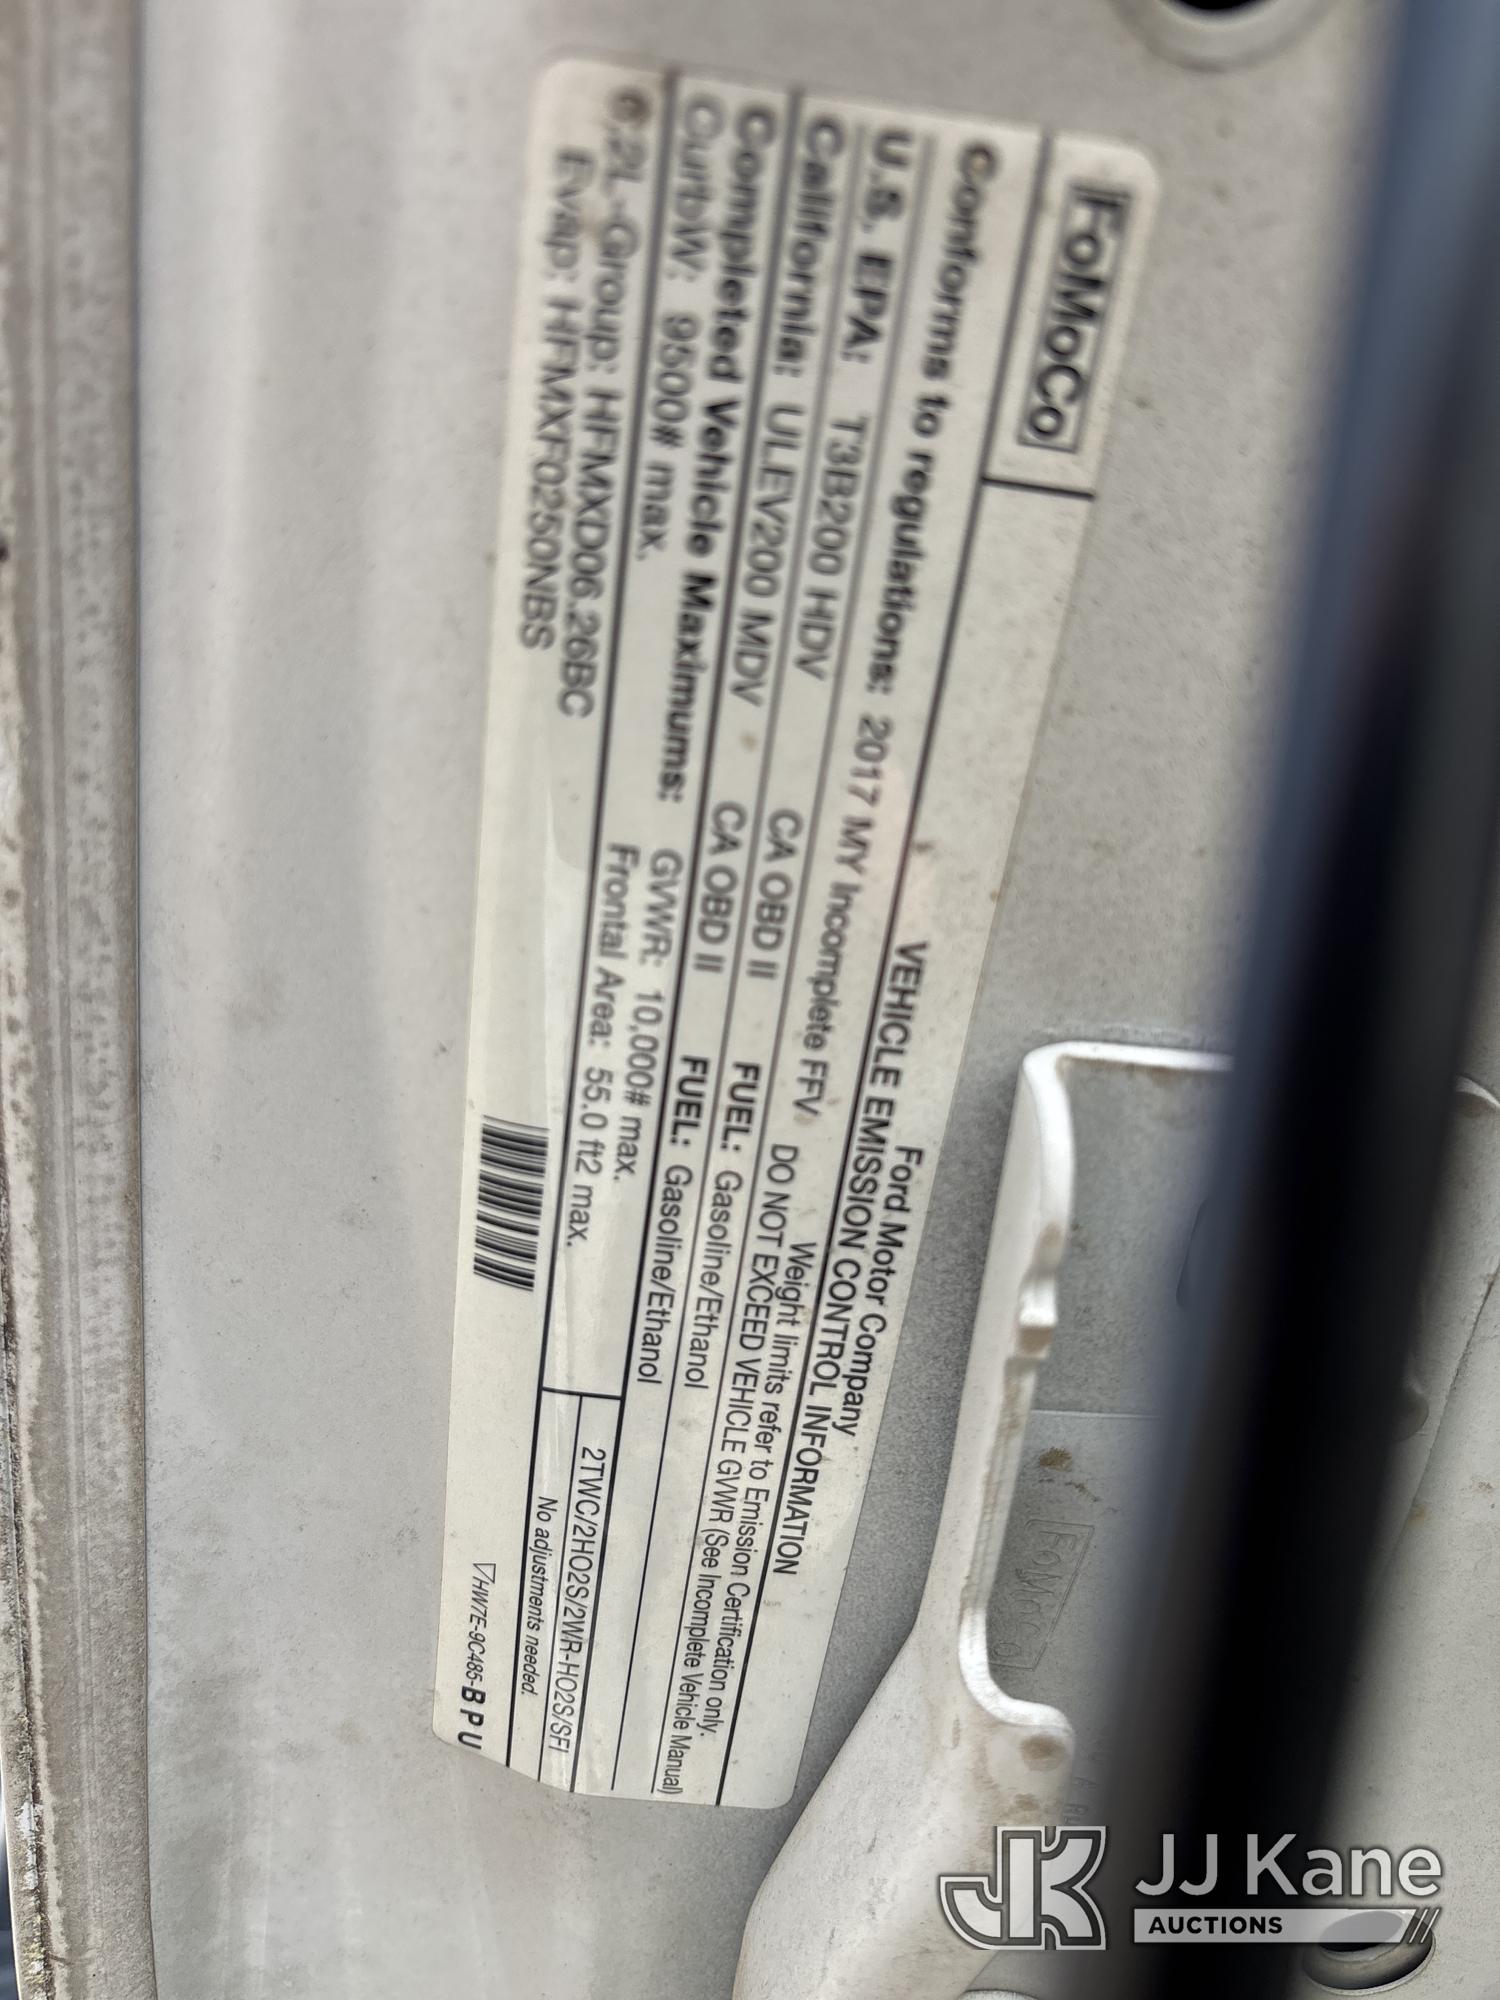 FoMoCo
Ford Motor Company
VEHICLE EMISSION CONTROL INFORMATION
Conforms to regulations: 2017 MY Incomplete FFV
Weight limits refer to Emission Certification only.
U.S. EPA: T3B200 HDV
DO NOT EXCEED VEHICLE GVWR (See Incomplete Vehicle Manual)
CA OBD II FUEL: Gasoline/Ethanol
California: ULEV200 MDV CA OBD II FUEL: Gasoline/Ethanol
Completed Vehicle Maximums: GVWR: 10,000# max.
CurbW: 9500# max. Frontal Area: 55.0 ft2 max.
6.2L-Group: HFMXD06.26BC
Evap: HFMXF0250NBS
2TWC/2HO2S/2WR-HO2S/SFI
No adjustments needed.
HW7E-9C485-BPU
FoMoCo
JK JJ Kane
AUCTIONS